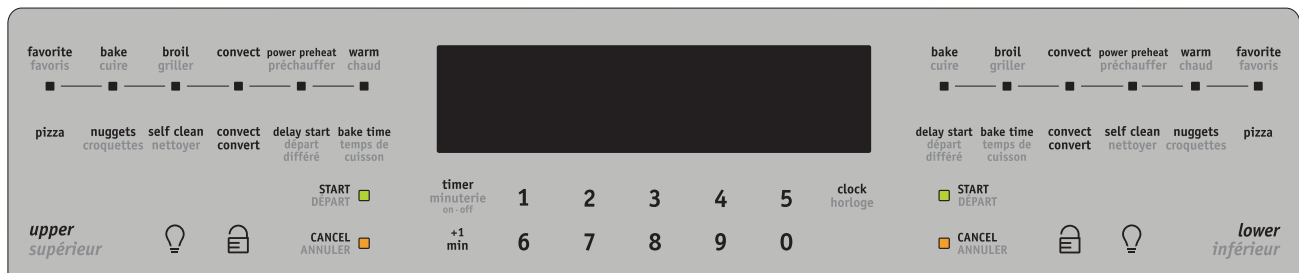 favorite bake broil convect power preheat warm
favoris cuire griller préchauffer chaud
pizza nuggets self clean convect delay start bake time
croquettes nettoyer convert départ temps de
différé cuisson
START
DÉPART
upper
supérieur
CANCEL
ANNULER
timer
minuterie
on - off
1 2 3 4 5
clock
horloge
+1
min
6 7 8 9 0
bake broil convect power preheat warm favorite
cuire griller préchauffer chaud favoris
delay start bake time convect self clean nuggets pizza
départ temps de convert nettoyer croquettes
différé cuisson
START
DÉPART
CANCEL
ANNULER
lower
inférieur